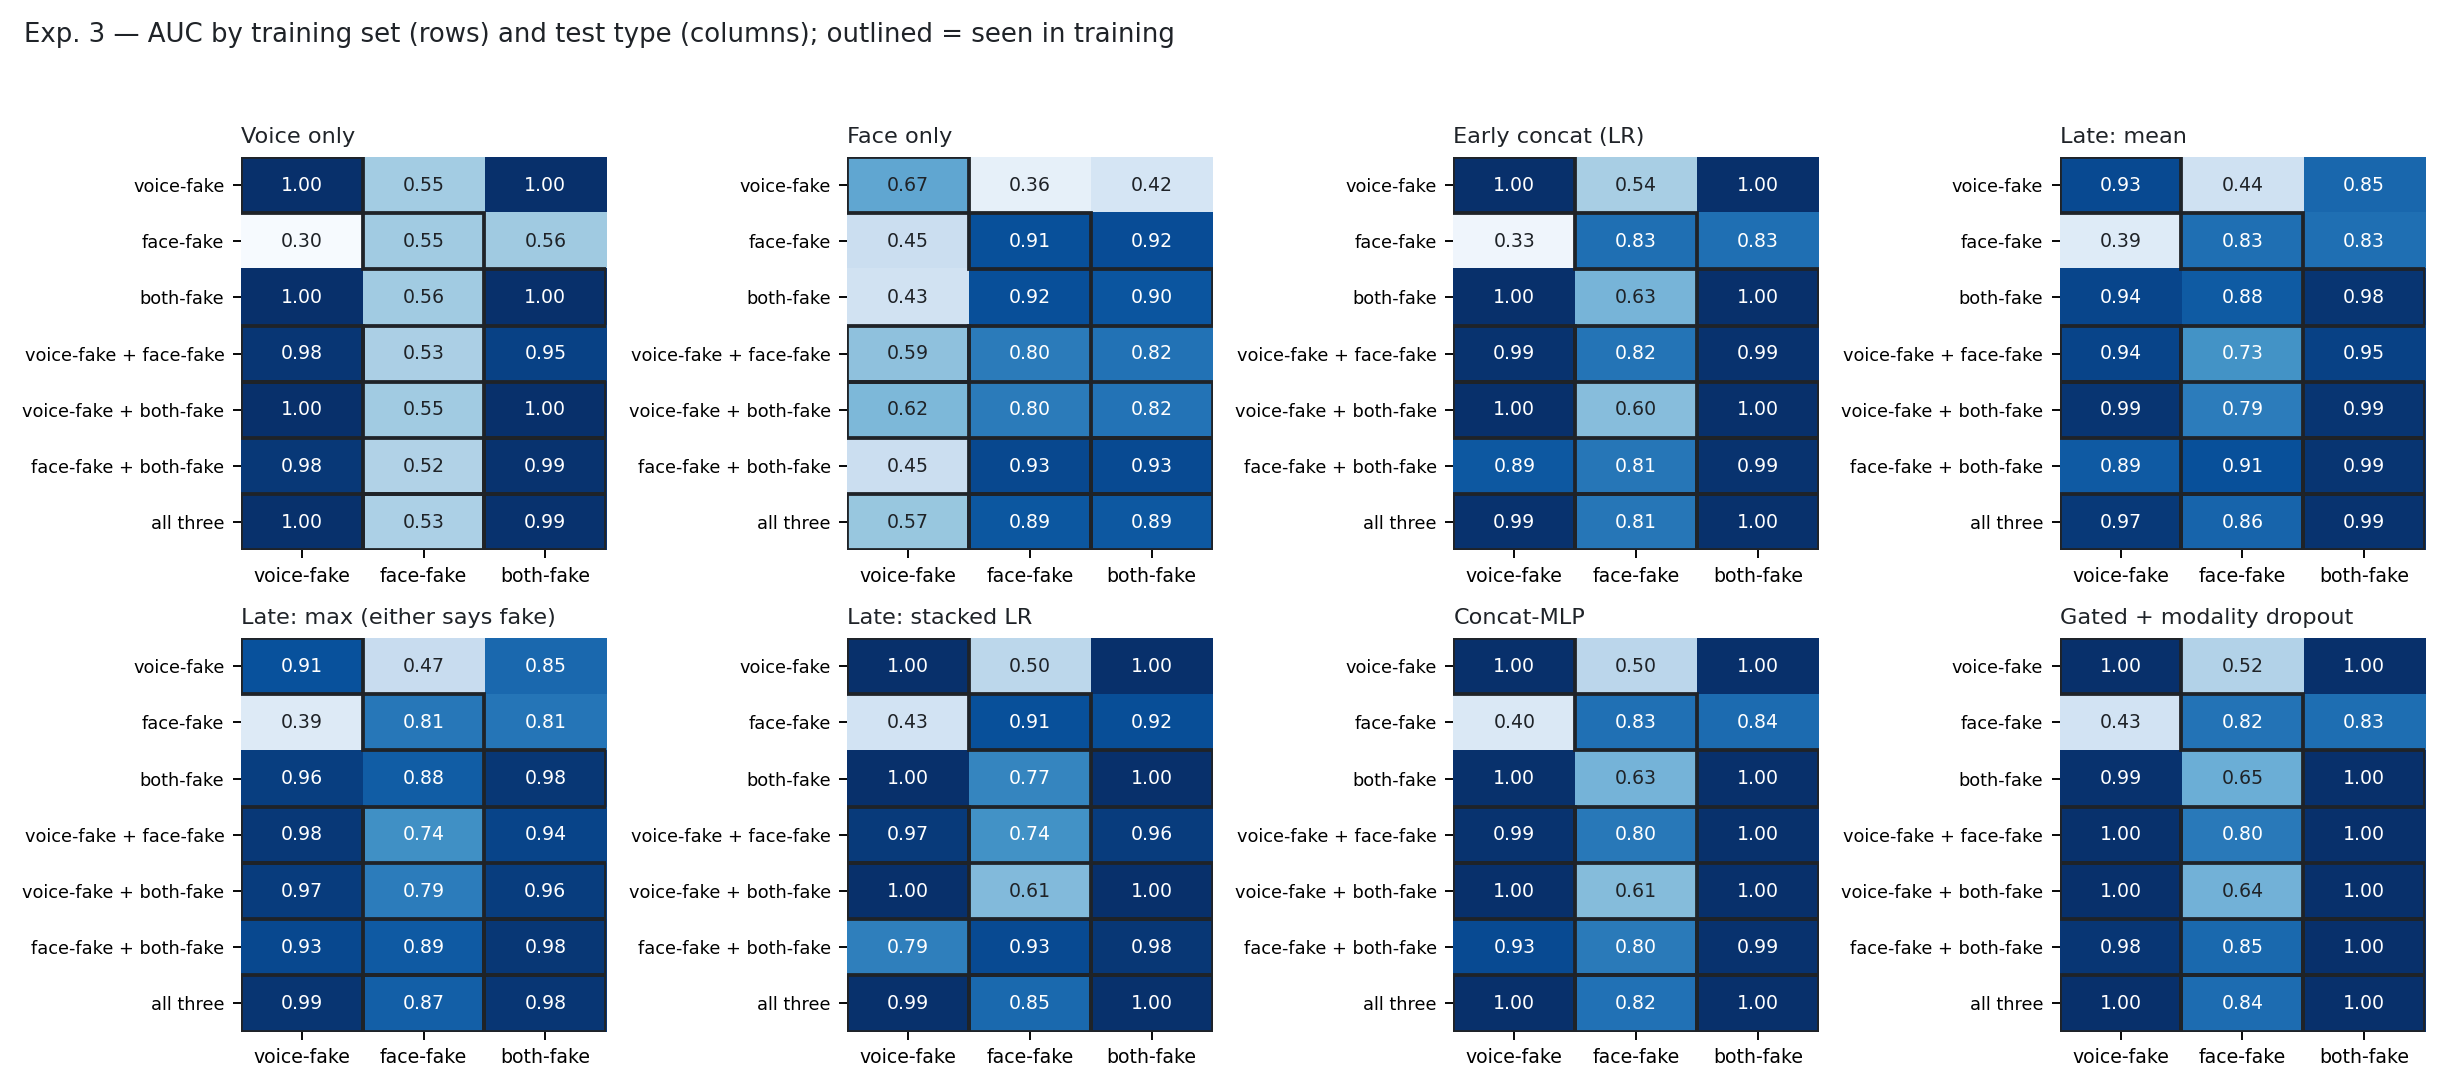 Exp. 3 — AUC by training set (rows) and test type (columns); outlined = seen in training
Voice only
voice-fake 1.00 0.55 1.00
face-fake 0.30 0.55 0.56
both-fake 1.00 0.56 1.00
voice-fake + face-fake 0.98 0.53 0.95
voice-fake + both-fake 1.00 0.55 1.00
face-fake + both-fake 0.98 0.52 0.99
all three 1.00 0.53 0.99
voice-fake face-fake both-fake
Face only
voice-fake 0.67 0.36 0.42
face-fake 0.45 0.91 0.92
both-fake 0.43 0.92 0.90
voice-fake + face-fake 0.59 0.80 0.82
voice-fake + both-fake 0.62 0.80 0.82
face-fake + both-fake 0.45 0.93 0.93
all three 0.57 0.89 0.89
voice-fake face-fake both-fake
Early concat (LR)
voice-fake 1.00 0.54 1.00
face-fake 0.33 0.83 0.83
both-fake 1.00 0.63 1.00
voice-fake + face-fake 0.99 0.82 0.99
voice-fake + both-fake 1.00 0.60 1.00
face-fake + both-fake 0.89 0.81 0.99
all three 0.99 0.81 1.00
voice-fake face-fake both-fake
Late: mean
voice-fake 0.93 0.44 0.85
face-fake 0.39 0.83 0.83
both-fake 0.94 0.88 0.98
voice-fake + face-fake 0.94 0.73 0.95
voice-fake + both-fake 0.99 0.79 0.99
face-fake + both-fake 0.89 0.91 0.99
all three 0.97 0.86 0.99
voice-fake face-fake both-fake
Late: max (either says fake)
voice-fake 0.91 0.47 0.85
face-fake 0.39 0.81 0.81
both-fake 0.96 0.88 0.98
voice-fake + face-fake 0.98 0.74 0.94
voice-fake + both-fake 0.97 0.79 0.96
face-fake + both-fake 0.93 0.89 0.98
all three 0.99 0.87 0.98
voice-fake face-fake both-fake
Late: stacked LR
voice-fake 1.00 0.50 1.00
face-fake 0.43 0.91 0.92
both-fake 1.00 0.77 1.00
voice-fake + face-fake 0.97 0.74 0.96
voice-fake + both-fake 1.00 0.61 1.00
face-fake + both-fake 0.79 0.93 0.98
all three 0.99 0.85 1.00
voice-fake face-fake both-fake
Concat-MLP
voice-fake 1.00 0.50 1.00
face-fake 0.40 0.83 0.84
both-fake 1.00 0.63 1.00
voice-fake + face-fake 0.99 0.80 1.00
voice-fake + both-fake 1.00 0.61 1.00
face-fake + both-fake 0.93 0.80 0.99
all three 1.00 0.82 1.00
voice-fake face-fake both-fake
Gated + modality dropout
voice-fake 1.00 0.52 1.00
face-fake 0.43 0.82 0.83
both-fake 0.99 0.65 1.00
voice-fake + face-fake 1.00 0.80 1.00
voice-fake + both-fake 1.00 0.64 1.00
face-fake + both-fake 0.98 0.85 1.00
all three 1.00 0.84 1.00
voice-fake face-fake both-fake